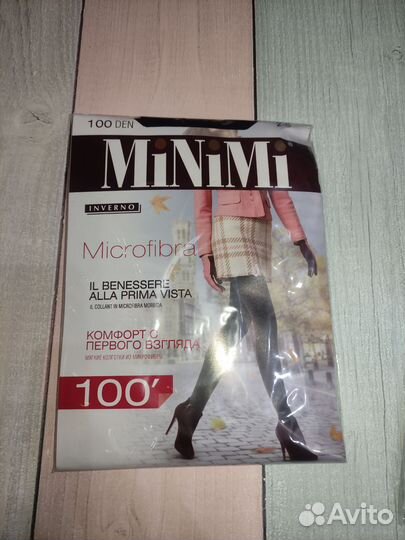 100 DEN
MiNiMi
INVERNO
Microfibra
IL BENESSERE
ALLA PRIMA VISTA
IL COLLANT IN MICROFIBRA MORBIDA
КОМФОРТ С
ПЕРВОГО ВЗГЛЯДА
МЯГКИЕ КОЛГОТКИ ИЗ МИКРОФИБРЫ
100'
Avito